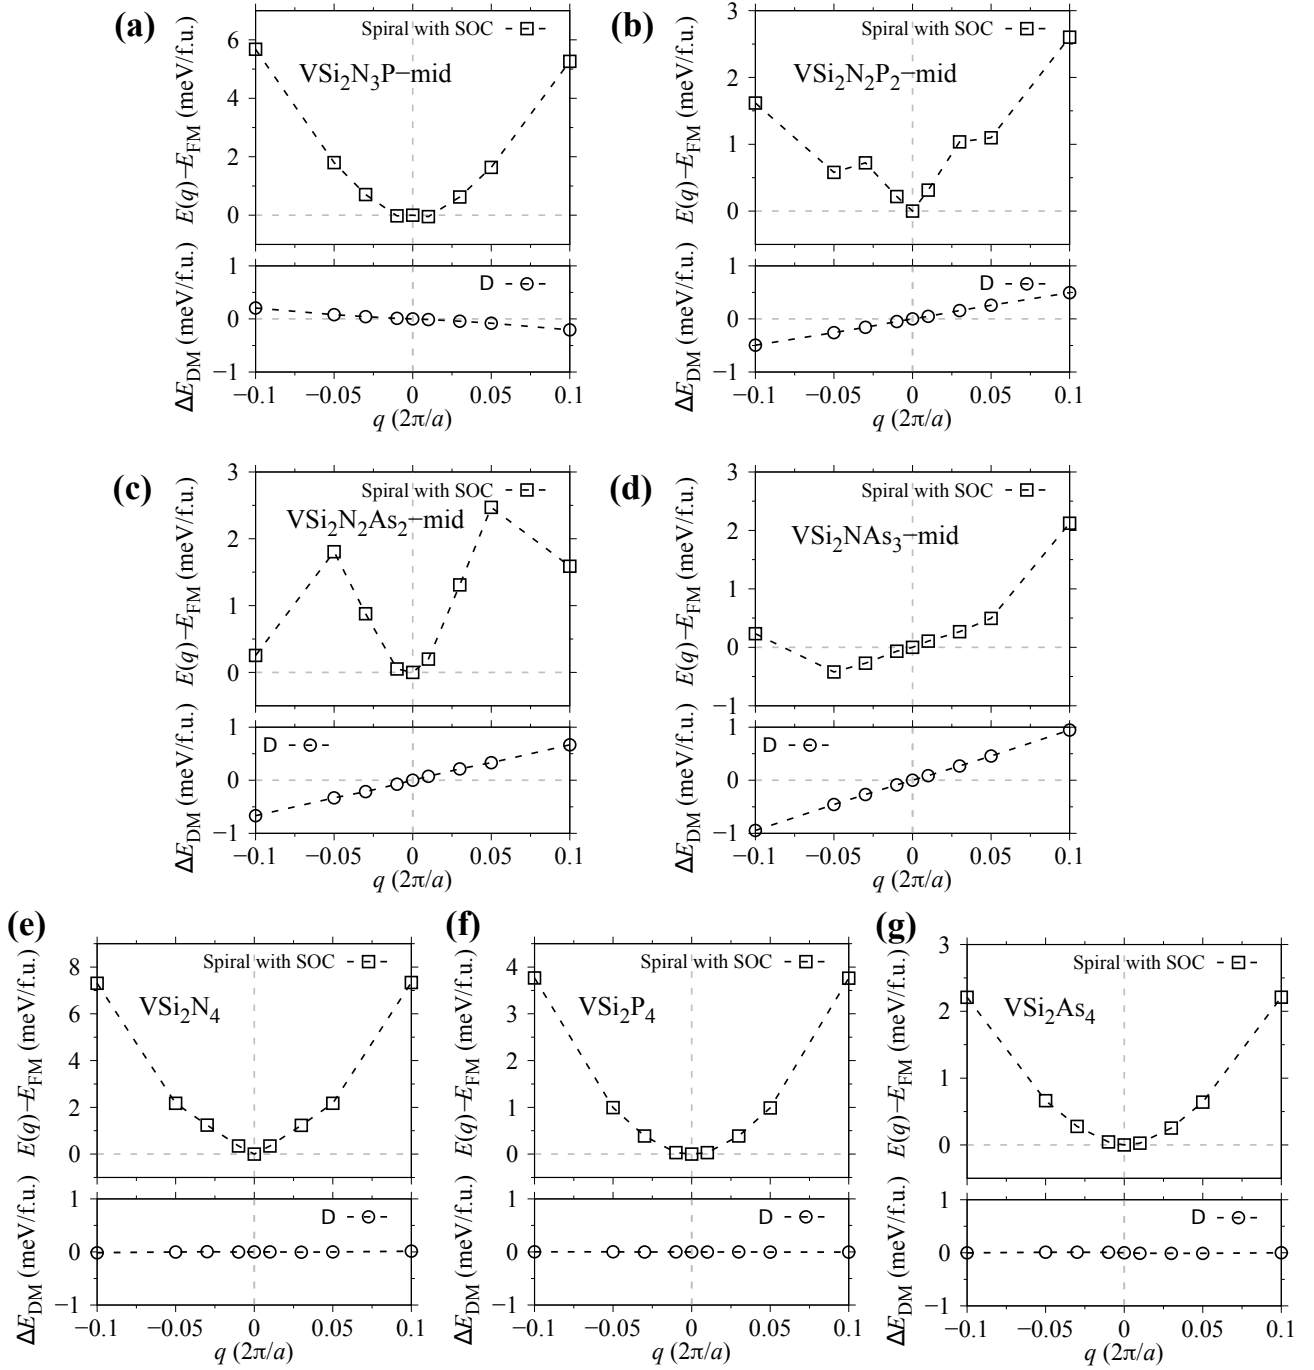 (a)
Spiral with SOC
VSi2N3P−mid
E(q)−EFM (meV/f.u.)
6
4
2
0
D
ΔEDM (meV/f.u.)
1
0
−1
−0.1 −0.05 0 0.05 0.1
q (2π/a)
(b)
Spiral with SOC
VSi2N2P2−mid
E(q)−EFM (meV/f.u.)
3
2
1
0
D
ΔEDM (meV/f.u.)
1
0
−1
−0.1 −0.05 0 0.05 0.1
q (2π/a)
(c)
Spiral with SOC
VSi2N2As2−mid
E(q)−EFM (meV/f.u.)
3
2
1
0
D
ΔEDM (meV/f.u.)
1
0
−1
−0.1 −0.05 0 0.05 0.1
q (2π/a)
(d)
Spiral with SOC
VSi2NAs3−mid
E(q)−EFM (meV/f.u.)
3
2
1
0
−1
D
ΔEDM (meV/f.u.)
1
0
−1
−0.1 −0.05 0 0.05 0.1
q (2π/a)
(e)
Spiral with SOC
VSi2N4
E(q)−EFM (meV/f.u.)
8
6
4
2
0
D
ΔEDM (meV/f.u.)
1
0
−1
−0.1 −0.05 0 0.05 0.1
q (2π/a)
(f)
Spiral with SOC
VSi2P4
E(q)−EFM (meV/f.u.)
4
3
2
1
0
D
ΔEDM (meV/f.u.)
1
0
−1
−0.1 −0.05 0 0.05 0.1
q (2π/a)
(g)
Spiral with SOC
VSi2As4
E(q)−EFM (meV/f.u.)
3
2
1
0
D
ΔEDM (meV/f.u.)
1
0
−1
−0.1 −0.05 0 0.05 0.1
q (2π/a)